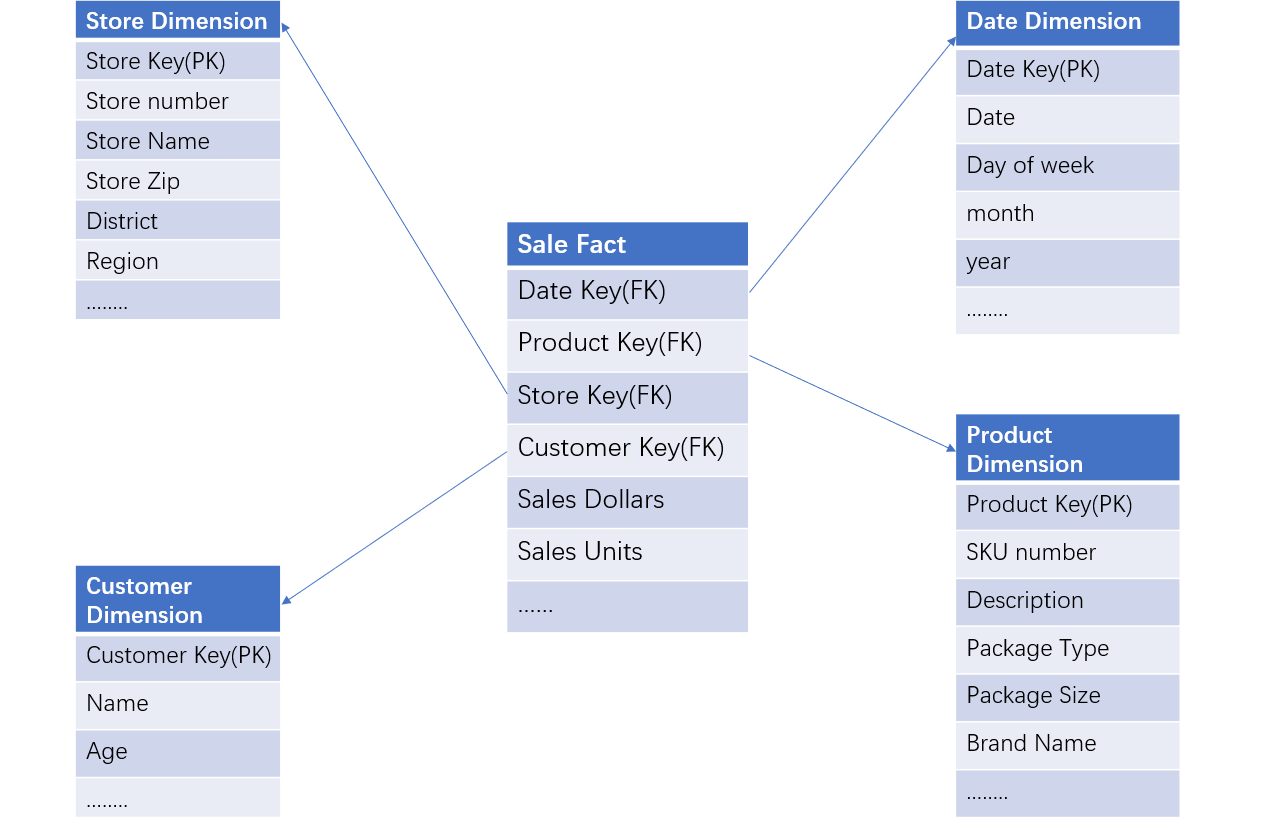 Store Dimension
Store Key(PK)
Store number
Store Name
Store Zip
District
Region
........
Date Dimension
Date Key(PK)
Date
Day of week
month
year
........
Sale Fact
Date Key(FK)
Product Key(FK)
Store Key(FK)
Customer Key(FK)
Sales Dollars
Sales Units
......
Customer
Dimension
Customer Key(PK)
Name
Age
........
Product
Dimension
Product Key(PK)
SKU number
Description
Package Type
Package Size
Brand Name
........